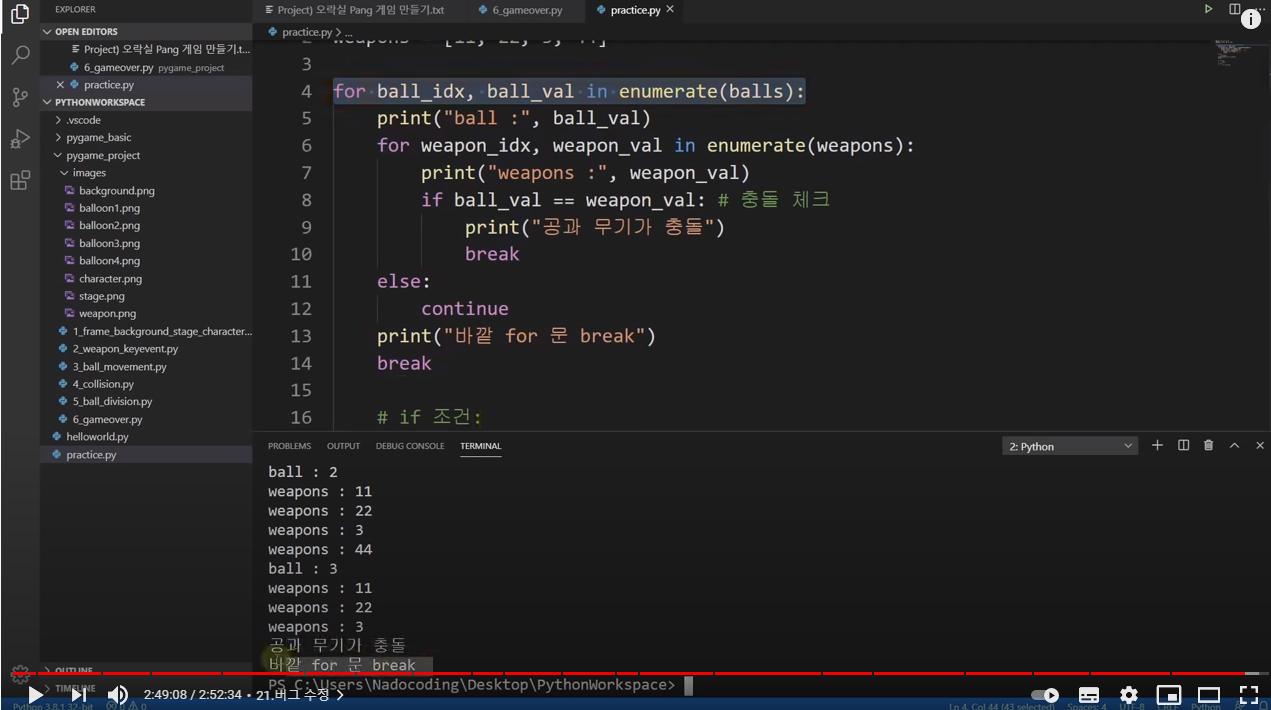 EXPLORER
Project) 오락실 Pang 게임 만들기.txt
6_gameover.py
practice.py
OPEN EDITORS
Project) 오락실 Pang 게임 만들기.t...
6_gameover.py pygame_project
practice.py
PYTHONWORKSPACE
.vscode
pygame_basic
pygame_project
images
background.png
balloon1.png
balloon2.png
balloon3.png
balloon4.png
character.png
stage.png
weapon.png
1_frame_background_stage_character...
2_weapon_keyevent.py
3_ball_movement.py
4_collision.py
5_ball_division.py
6_gameover.py
helloworld.py
practice.py
OUTLINE
TIMELINE
practice.py > ...
3
4 for ball_idx, ball_val in enumerate(balls):
5 print("ball :", ball_val)
6 for weapon_idx, weapon_val in enumerate(weapons):
7 print("weapons :", weapon_val)
8 if ball_val == weapon_val: # 충돌 체크
9 print("공과 무기가 충돌")
10 break
11 else:
12 continue
13 print("바깥 for 문 break")
14 break
15
16 # if 조건:
PROBLEMS OUTPUT DEBUG CONSOLE TERMINAL
2: Python
ball : 2
weapons : 11
weapons : 22
weapons : 3
weapons : 44
ball : 3
weapons : 11
weapons : 22
weapons : 3
공과 무기가 충돌
바깥 for 문 break
PS C:\Users\Nadocoding\Desktop\PythonWorkspace>
2:49:08 / 2:52:34 • 21.버그 수정 >
Python 3.8.1 32-bit 0 0
Ln 4, Col 44 (43 selected) Spaces: 4 UTF-8 CRLF Python